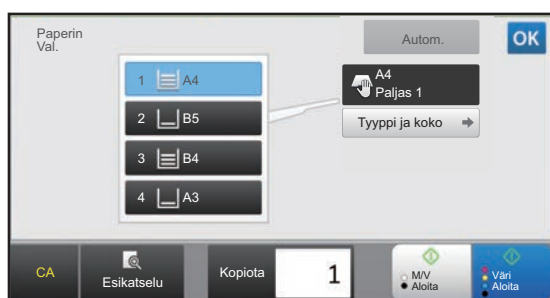 Paperin
Val.
Autom.
OK
1 A4
2 B5
3 B4
4 A3
A4
Paljas 1
Tyyppi ja koko
CA
Esikatselu
Kopiota
1
M/V
Aloita
Väri
Aloita